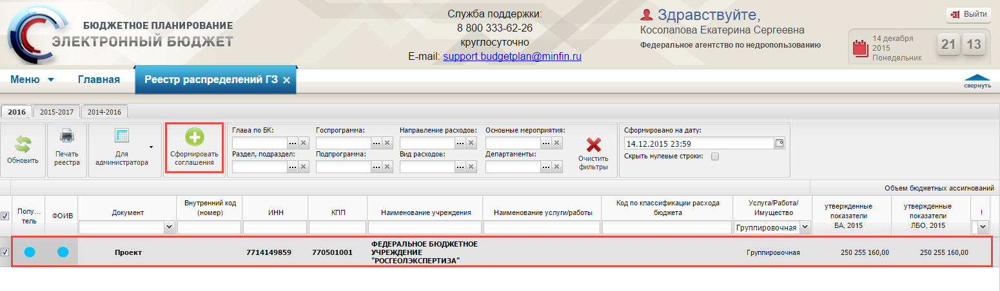 БЮДЖЕТНОЕ ПЛАНИРОВАНИЕ
ЭЛЕКТРОННЫЙ БЮДЖЕТ
Служба поддержки:
8 800 333-62-26
круглосуточно
E-mail: support.budgetplan@minfin.ru
Здравствуйте,
Косолапова Екатерина Сергеевна
Федеральное агентство по недропользованию
Выйти
14 декабря
2015
Понедельник
21 13
Меню Главная Реестр распределений ГЗ
свернуть
2016 2015-2017 2014-2016
Обновить
Печать
реестра
Для
администратора
Сформировать
соглашения
Глава по БК: Госпрограмма: Направление расходов: Основные мероприятия:
Раздел, подраздел: Подпрограмма: Вид расходов: Департаменты:
Очистить
фильтры
Сформировано на дату:
14.12.2015 23:59
Скрыть нулевые строки:
Объем бюджетных ассигнований
Полу...
тель
ФОИВ
Документ
Внутренний код
(номер)
ИНН
КПП
Наименование учреждения
Наименование услуги/работы
Код по классификации расхода
бюджета
Услуга/Работа/
Имущество
Группировочная
утвержденные
показатели
БА, 2015
утвержденные
показатели
ЛБО, 2015
!
Проект
7714149859
770501001
ФЕДЕРАЛЬНОЕ БЮДЖЕТНОЕ
УЧРЕЖДЕНИЕ
"РОСГЕОЛЭКСПЕРТИЗА"
Группировочная
250 255 160,00
250 255 160,00